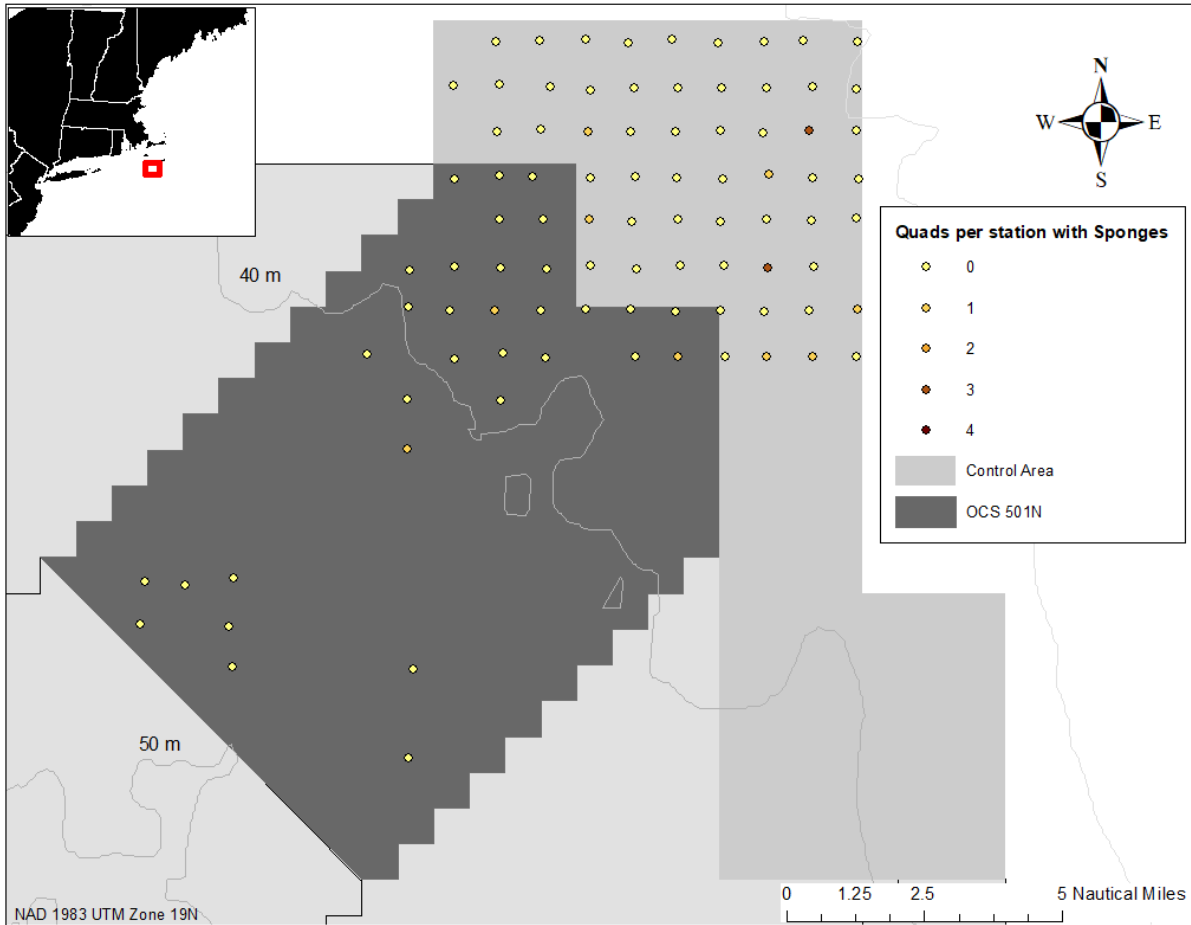 N
W
E
S
Quads per station with Sponges
0
1
2
3
4
Control Area
OCS 501N
40 m
50 m
NAD 1983 UTM Zone 19N
0 1.25 2.5 5 Nautical Miles